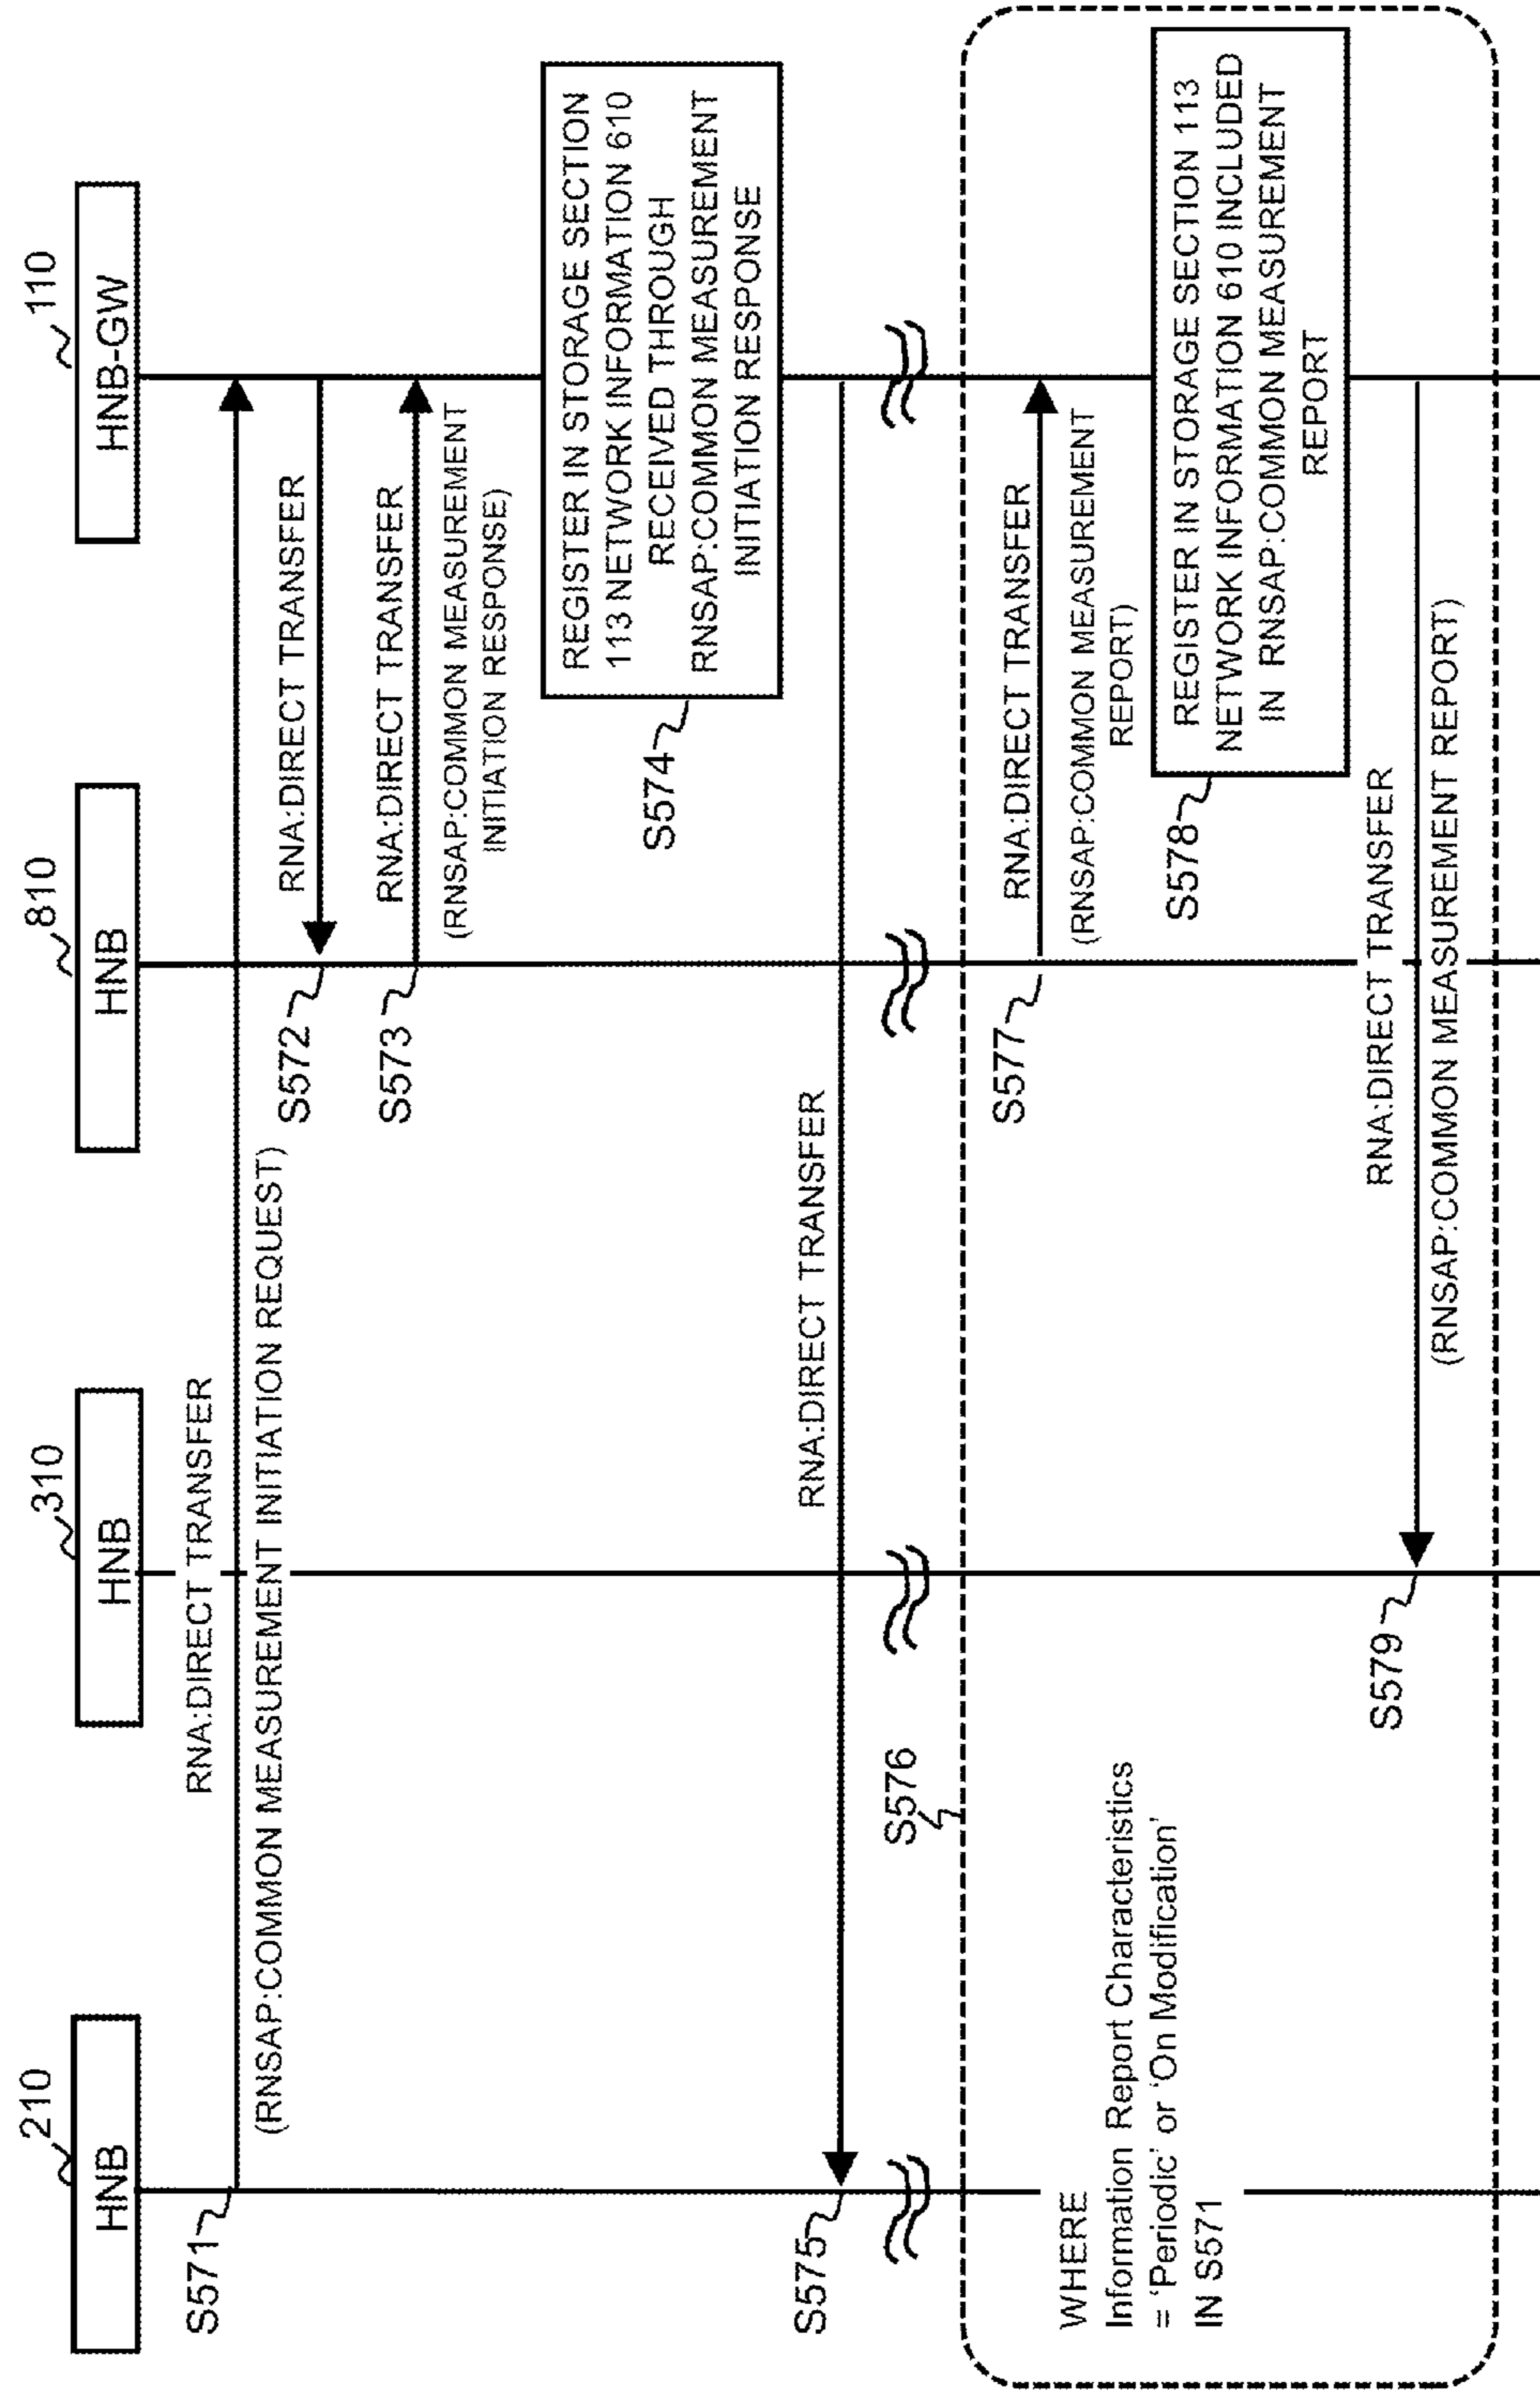 210
HNB
310
HNB
810
HNB
110
HNB-GW
S571
RNA:DIRECT TRANSFER
(RNSAP:COMMON MEASUREMENT INITIATION REQUEST)
S572
RNA:DIRECT TRANSFER
S573
RNA:DIRECT TRANSFER
(RNSAP:COMMON MEASUREMENT
INITIATION RESPONSE)
S574
REGISTER IN STORAGE SECTION
113 NETWORK INFORMATION 610
RECEIVED THROUGH
RNSAP:COMMON MEASUREMENT
INITIATION RESPONSE
S575
RNA:DIRECT TRANSFER
S576
WHERE
Information Report Characteristics
= ‘Periodic’ or ‘On Modification’
IN S571
S577
RNA:DIRECT TRANSFER
(RNSAP:COMMON MEASUREMENT
REPORT)
S578
REGISTER IN STORAGE SECTION 113
NETWORK INFORMATION 610 INCLUDED
IN RNSAP:COMMON MEASUREMENT
REPORT
S579
RNA:DIRECT TRANSFER
(RNSAP:COMMON MEASUREMENT REPORT)